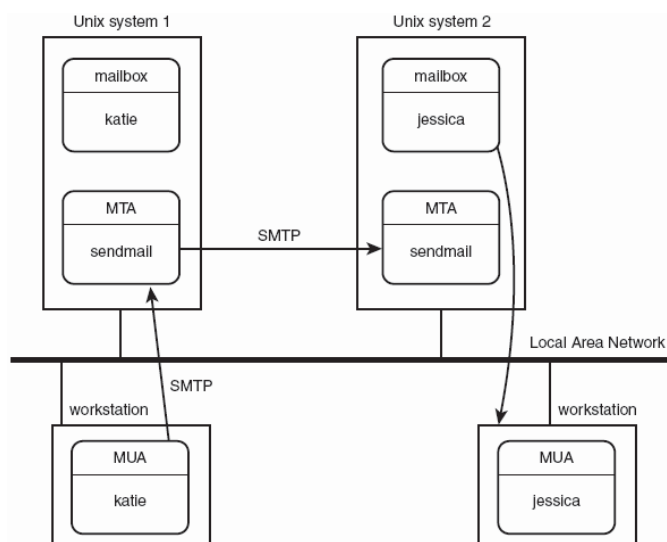 Unix system 1
Unix system 2
mailbox
katie
mailbox
jessica
MTA
sendmail
SMTP
MTA
sendmail
Local Area Network
SMTP
workstation
workstation
MUA
katie
MUA
jessica